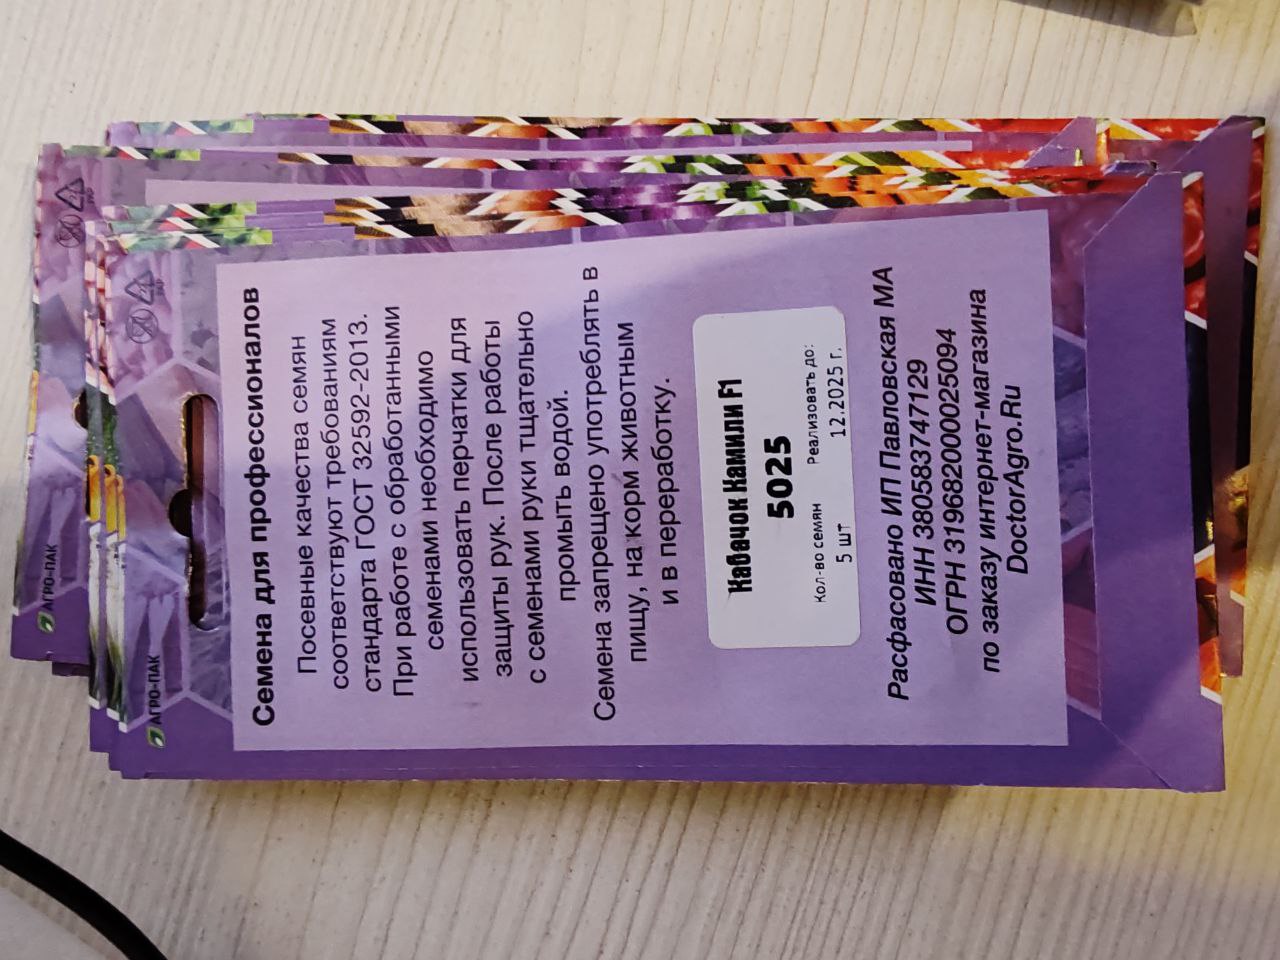 АГРО-ПАК
АГРО-ПАК
Семена для профессионалов
Посевные качества семян
соответствуют требованиям
стандарта ГОСТ 32592-2013.
При работе с обработанными
семенами необходимо
использовать перчатки для
защиты рук. После работы
с семенами руки тщательно
промыть водой.
Семена запрещено употреблять в
пищу, на корм животным
и в переработку.
Кабачок Камили F1
5025
Кол-во семян Реализовать до:
5 шт 12.2025 г.
Расфасовано ИП Павловская МА
ИНН 380583747129
ОГРН 319682000025094
по заказу интернет-магазина
DoctorAgro.Ru